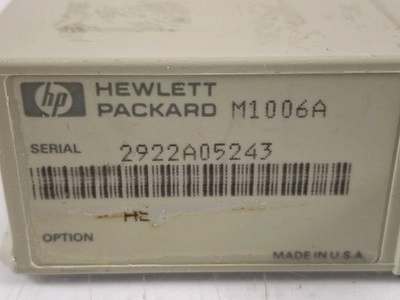 hp HEWLETT
PACKARD M1006A
SERIAL 2922A05243
HE
OPTION
MADE IN U.S.A.